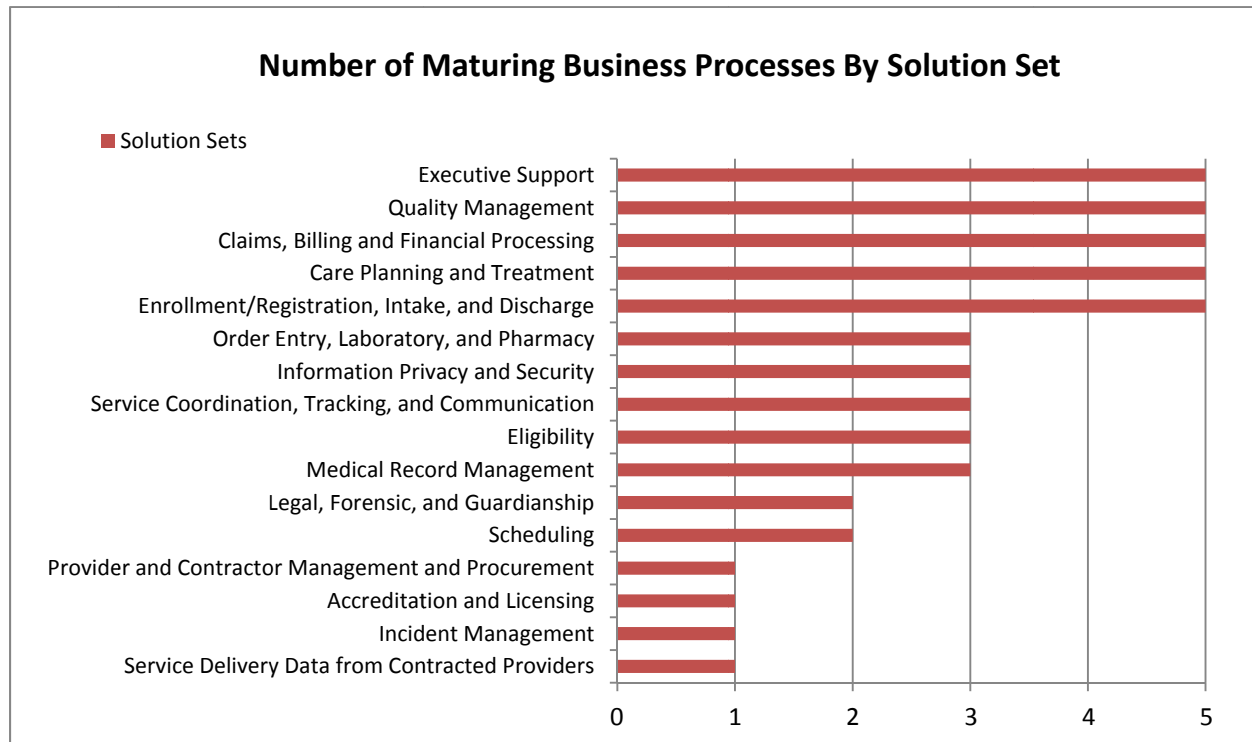 Number of Maturing Business Processes By Solution Set
Solution Sets
Executive Support
Quality Management
Claims, Billing and Financial Processing
Care Planning and Treatment
Enrollment/Registration, Intake, and Discharge
Order Entry, Laboratory, and Pharmacy
Information Privacy and Security
Service Coordination, Tracking, and Communication
Eligibility
Medical Record Management
Legal, Forensic, and Guardianship
Scheduling
Provider and Contractor Management and Procurement
Accreditation and Licensing
Incident Management
Service Delivery Data from Contracted Providers
0 1 2 3 4 5